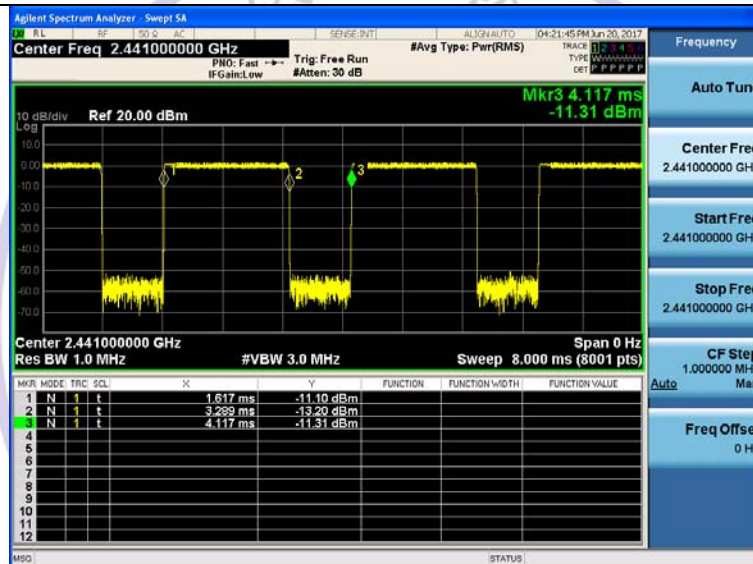 Agilent Spectrum Analyzer - Swept SA
RL RF 50 Ω AC SENSE:INT ALIGN AUTO 04:21:45 PM Jun 20, 2017
Center Freq 2.441000000 GHz
#Avg Type: Pwr(RMS)
TRACE 1 2 3 4 5 6
PNO: Fast Trig: Free Run
TYPE W
IFGain:Low #Atten: 30 dB
DET P P P P P P
Mkr3 4.117 ms
-11.31 dBm
10 dB/div Ref 20.00 dBm
Log
10.0
0.00
-10.0
-20.0
-30.0
-40.0
-50.0
-60.0
-70.0
1
2
3
Center 2.441000000 GHz Span 0 Hz
Res BW 1.0 MHz #VBW 3.0 MHz Sweep 8.000 ms (8001 pts)
MKR MODE TRC SCL X Y FUNCTION FUNCTION WIDTH FUNCTION VALUE
1 N 1 t 1.617 ms -11.10 dBm
2 N 1 t 3.289 ms -13.20 dBm
3 N 1 t 4.117 ms -11.31 dBm
4
5
6
7
8
9
10
11
12
MSG STATUS
Frequency
Auto Tun
Center Fre
2.441000000 GH
Start Fre
2.441000000 GH
Stop Fre
2.441000000 GH
CF Ste
1.000000 MH
Auto Ma
Freq Offse
0 H